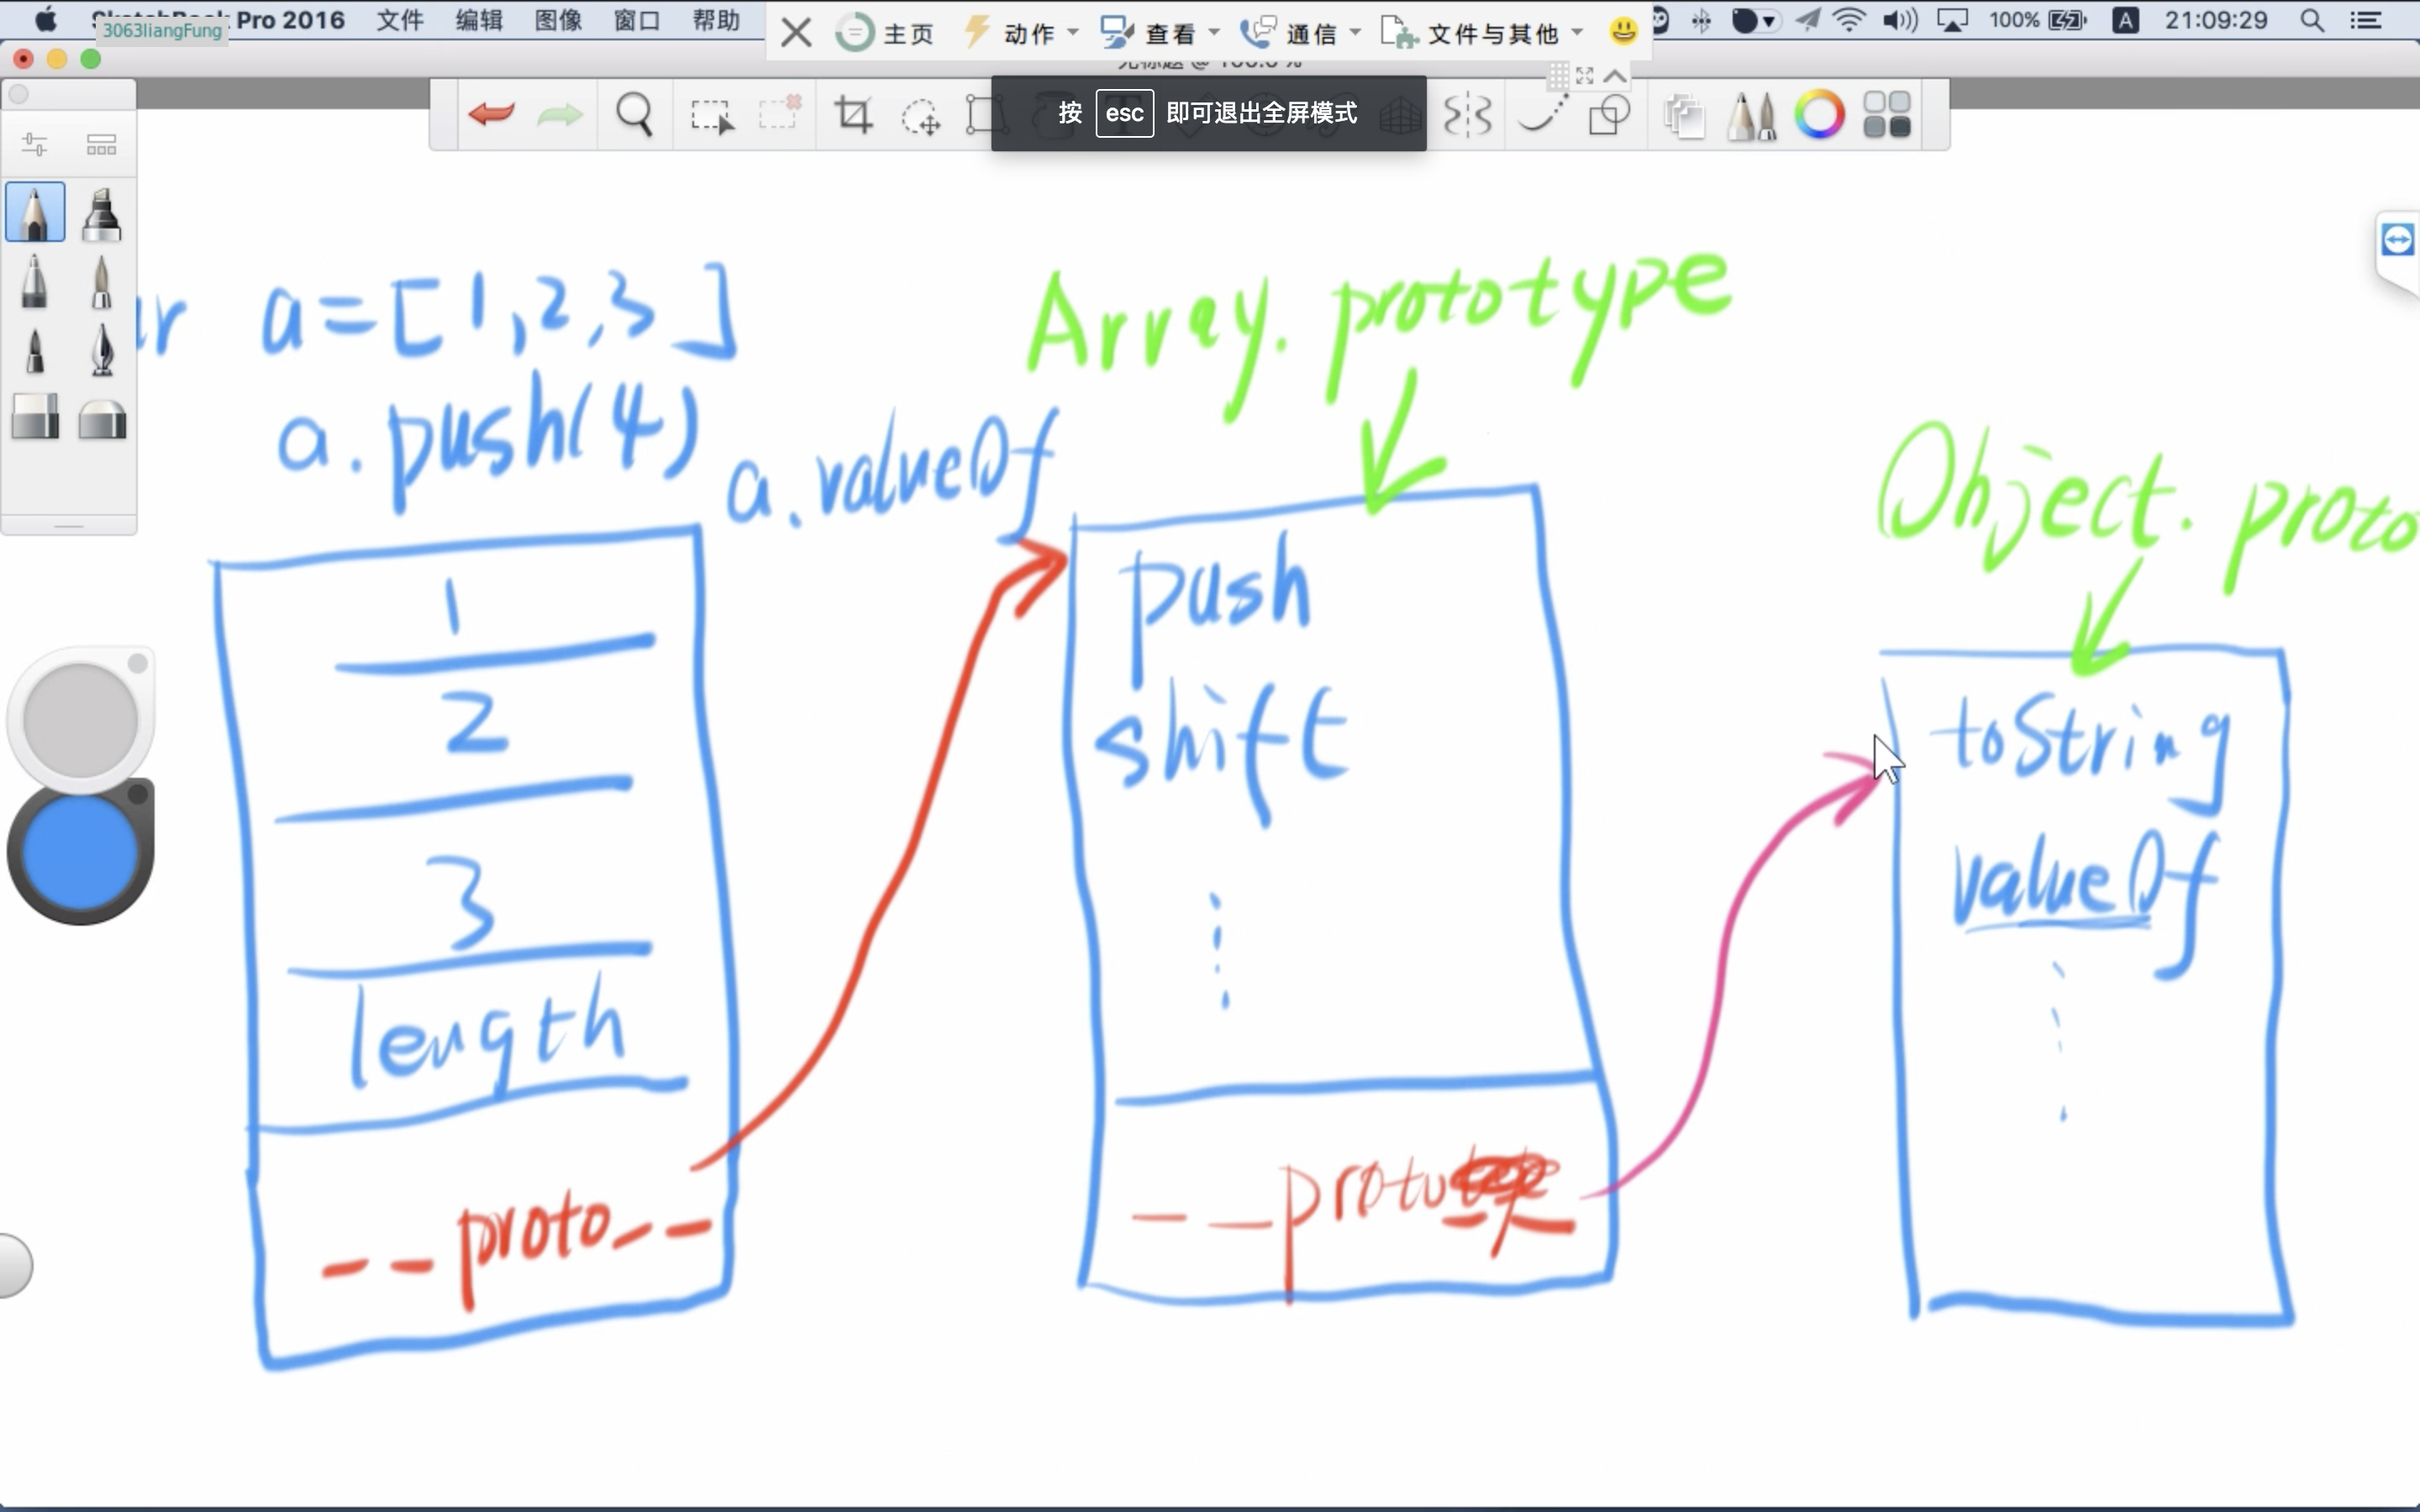 Pro 2016 文件 编辑 图像 窗口 帮助
3063liangFung
主页 动作 查看 通信 文件与其他
100% A 21:09:29
按 esc 即可退出全屏模式
ar a=[1,2,3]
a.push(4)
a.valueOf
Array.prototype
Object.proto
1
2
3
length
--proto--
push
shift
__proto__
toString
valueOf